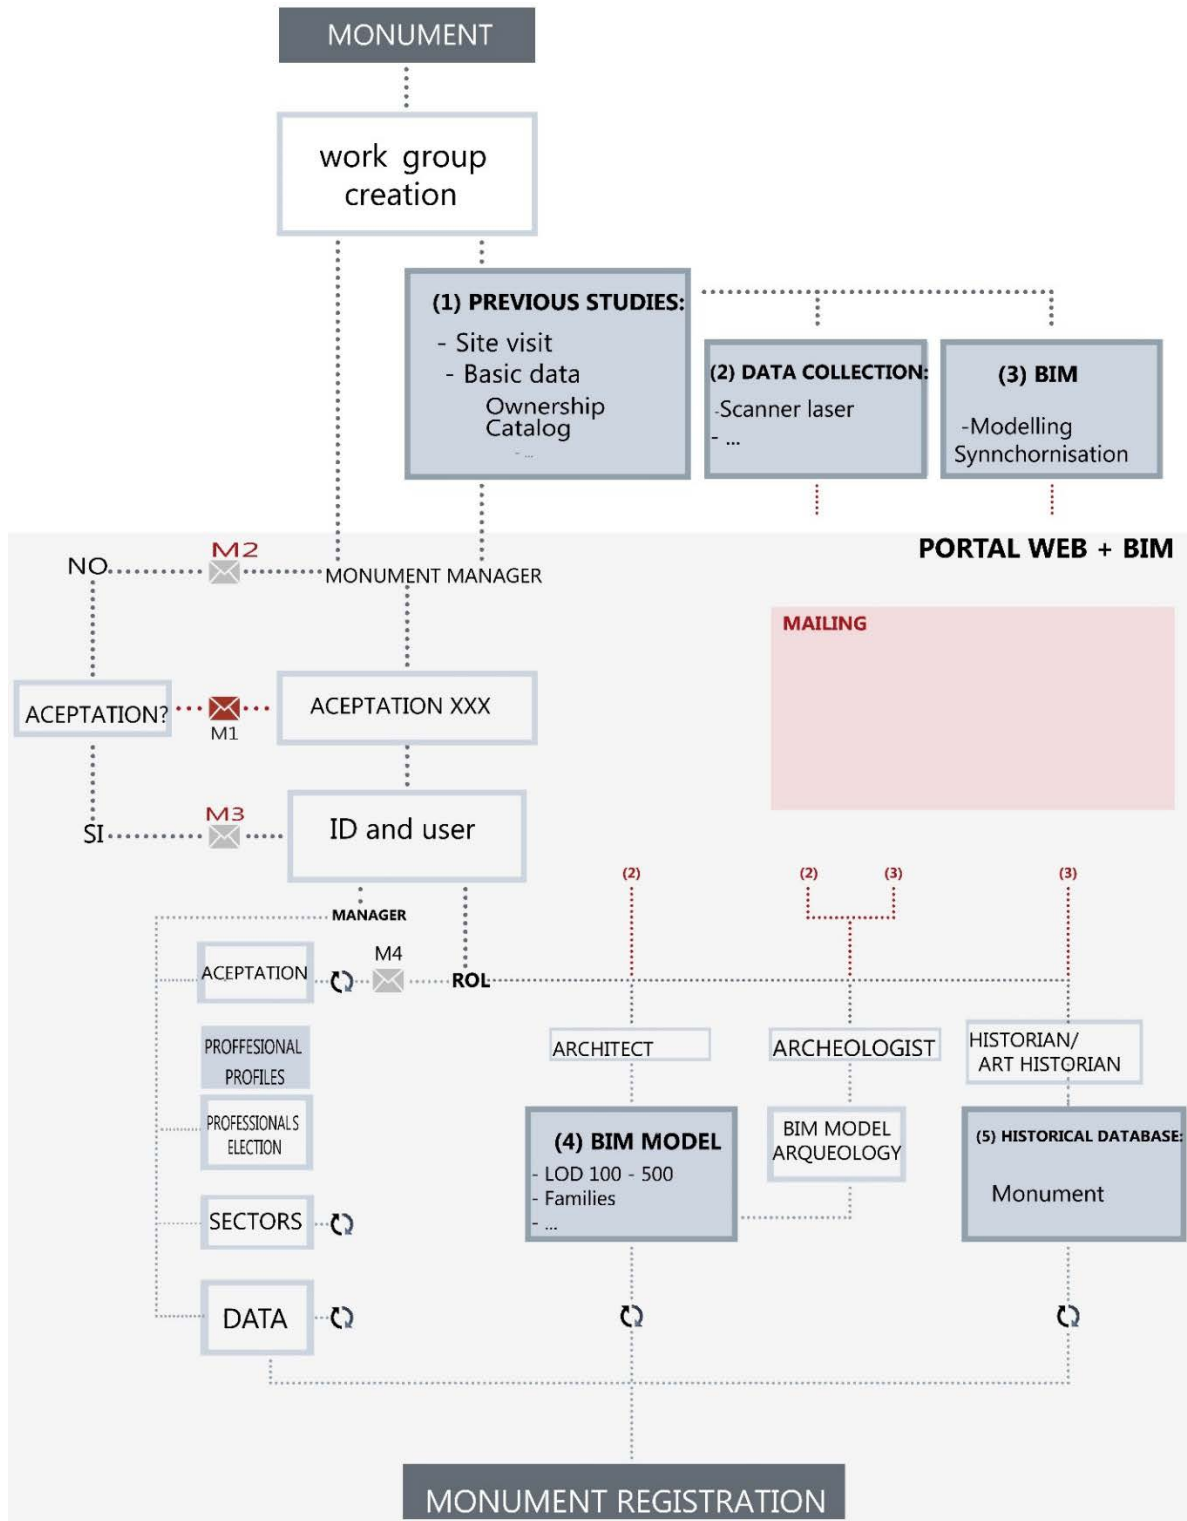 MONUMENT
work group
creation
(1) PREVIOUS STUDIES:
- Site visit
- Basic data
Ownership
Catalog
- ...
(2) DATA COLLECTION:
-Scanner laser
- ...
(3) BIM
-Modelling
Synnchornisation
PORTAL WEB + BIM
NO
M2
MONUMENT MANAGER
MAILING
ACEPTATION?
M1
ACEPTATION XXX
SI
M3
ID and user
(2)
(2)
(3)
(3)
MANAGER
ACEPTATION
M4
ROL
PROFFESIONAL
PROFILES
ARCHITECT
ARCHEOLOGIST
HISTORIAN/
ART HISTORIAN
PROFESSIONALS
ELECTION
(4) BIM MODEL
- LOD 100 - 500
- Families
- ...
BIM MODEL
ARQUEOLOGY
(5) HISTORICAL DATABASE:
Monument
SECTORS
DATA
MONUMENT REGISTRATION